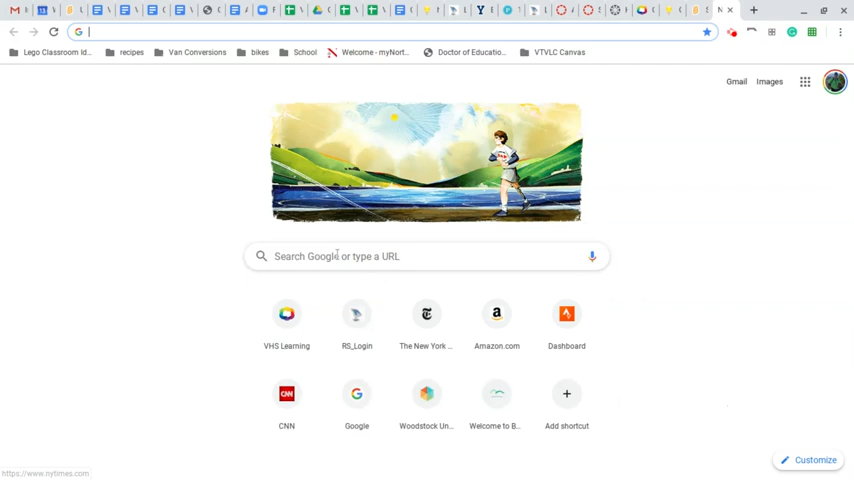 Lego Classroom Id...
recipes
Van Conversions
bikes
School
Welcome - myNort...
Doctor of Educatio...
VTVLC Canvas
Gmail
Images
Search Google or type a URL
VHS Learning
RS_Login
The New York ...
Amazon.com
Dashboard
CNN
Google
Woodstock Un...
Welcome to B...
Add shortcut
Customize
https://www.nytimes.com